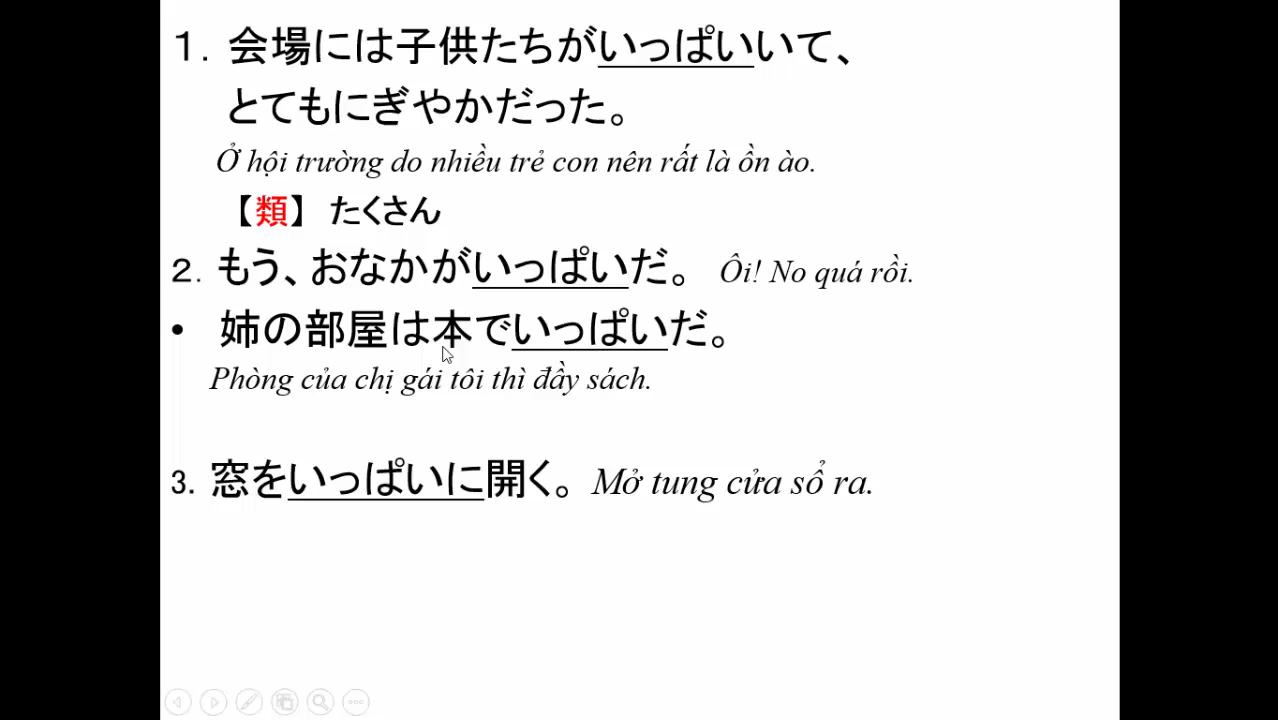 １．会場には子供たちがいっぱいいて、
とてもにぎやかだった。
Ở hội trường do nhiều trẻ con nên rất là ồn ào.
【類】 たくさん
２．もう、おなかがいっぱいだ。 Ôi! No quá rồi.
• 姉の部屋は本でいっぱいだ。
Phòng của chị gái tôi thì đầy sách.
3. 窓をいっぱいに開く。 Mở tung cửa sổ ra.